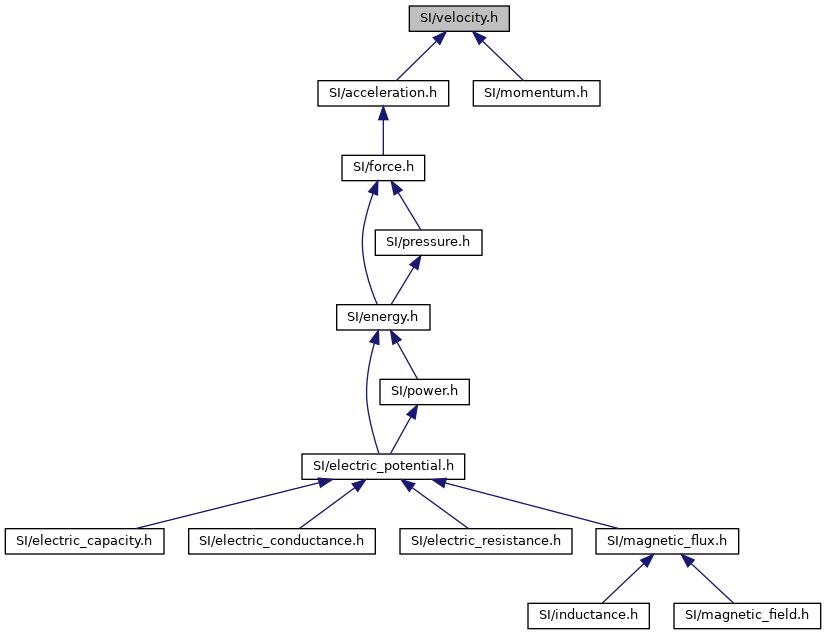 SI/velocity.h
SI/acceleration.h
SI/momentum.h
SI/force.h
SI/pressure.h
SI/energy.h
SI/power.h
SI/electric_potential.h
SI/electric_capacity.h
SI/electric_conductance.h
SI/electric_resistance.h
SI/magnetic_flux.h
SI/inductance.h
SI/magnetic_field.h